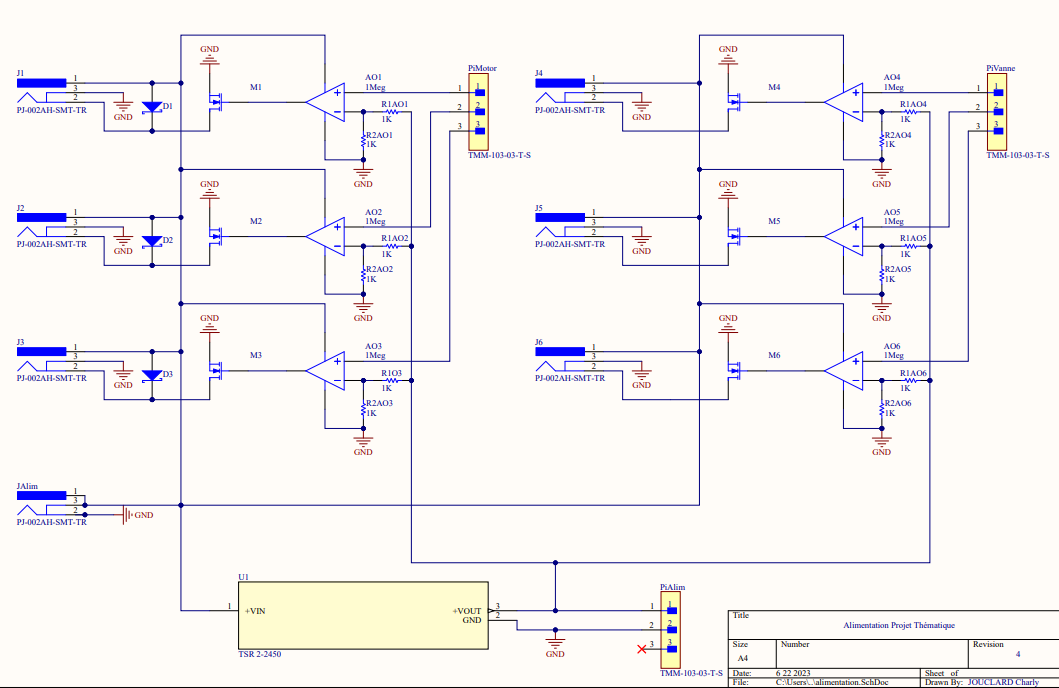 GND
GND
J1
1
3
2
PJ-002AH-SMT-TR
GND
D1
M1
AO1
1Meg
R1AO1
1K
R2AO1
1K
GND
PiMotor
1
1
2
2
3
3
TMM-103-03-T-S
J4
1
3
2
PJ-002AH-SMT-TR
GND
M4
AO4
1Meg
R1AO4
1K
R2AO4
1K
GND
PiVanne
1
1
2
2
3
3
TMM-103-03-T-S
GND
GND
J2
1
3
2
PJ-002AH-SMT-TR
GND
D2
M2
AO2
1Meg
R1AO2
1K
R2AO2
1K
GND
J5
1
3
2
PJ-002AH-SMT-TR
GND
M5
AO5
1Meg
R1AO5
1K
R2AO5
1K
GND
GND
GND
J3
1
3
2
PJ-002AH-SMT-TR
GND
D3
M3
AO3
1Meg
R1O3
1K
R2AO3
1K
GND
J6
1
3
2
PJ-002AH-SMT-TR
GND
M6
AO6
1Meg
R1AO6
1K
R2AO6
1K
GND
JAlim
1
3
2
PJ-002AH-SMT-TR
GND
U1
1
+VIN
+VOUT
3
GND
2
TSR 2-2450
GND
PiAlim
1
1
2
2
3
3
TMM-103-03-T-S
Title
Alimentation Projet Thématique
Size
A4
Number
Revision
4
Date: 6 22 2023
Sheet of
File: C:\Users\..\alimentation.SchDoc
Drawn By: JOUCLARD Charly